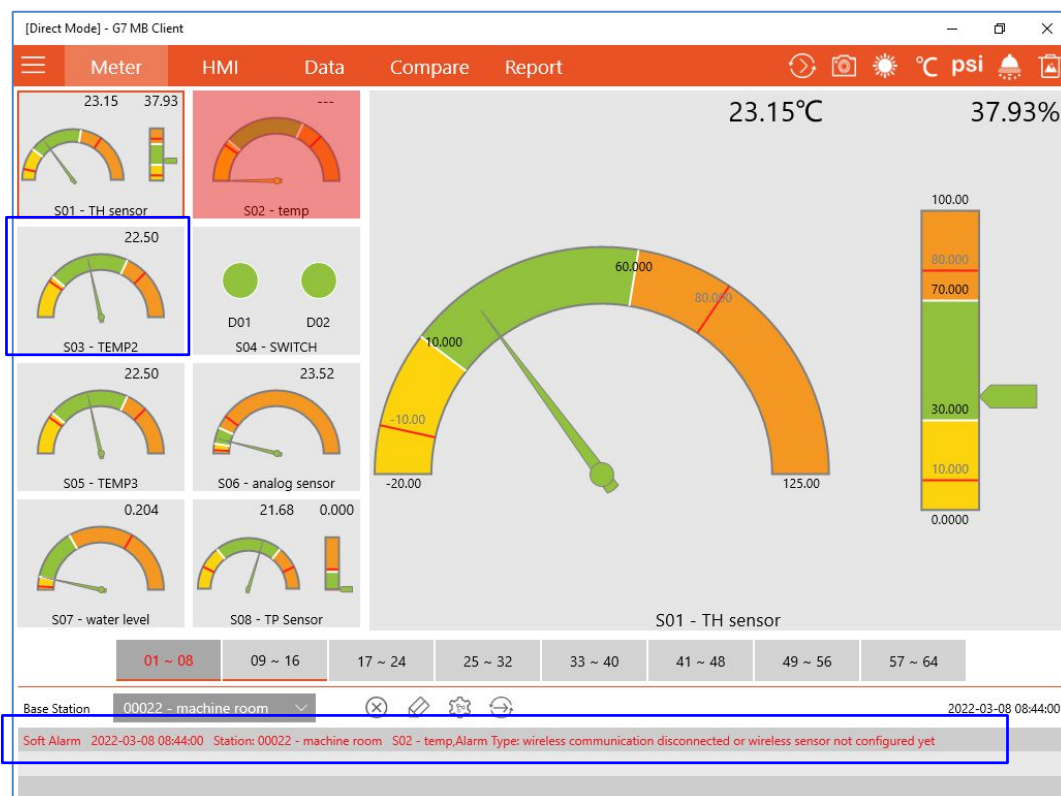 [Direct Mode] - G7 MB Client
Meter HMI Data Compare Report ℃ psi
23.15 37.93
S01 - TH sensor
---
S02 - temp
22.50
S03 - TEMP2
D01 D02
S04 - SWITCH
22.50
S05 - TEMP3
23.52
S06 - analog sensor
0.204
S07 - water level
21.68 0.000
S08 - TP Sensor
23.15℃ 37.93%
60.000
80.000
10.000
-10.00
-20.00
125.00
100.00
80.000
70.000
30.000
10.000
0.0000
S01 - TH sensor
01 ~ 08 09 ~ 16 17 ~ 24 25 ~ 32 33 ~ 40 41 ~ 48 49 ~ 56 57 ~ 64
Base Station 00022 - machine room 2022-03-08 08:44:00
Soft Alarm 2022-03-08 08:44:00 Station: 00022 - machine room S02 - temp,Alarm Type: wireless communication disconnected or wireless sensor not configured yet